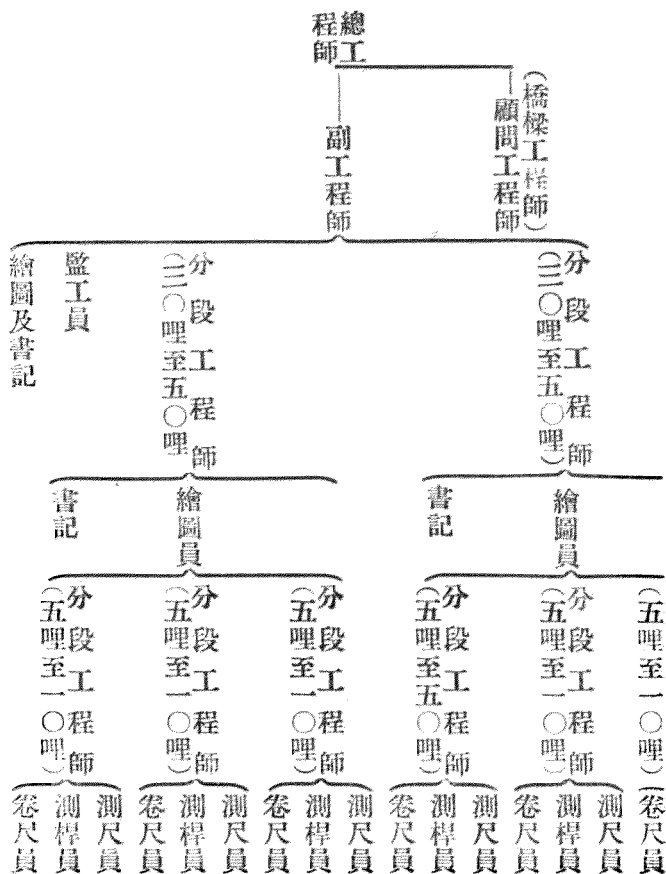 總工
程師
（橋樑工程師）
顧問工程師
副工程師
分段工程師
（三〇哩至五〇哩）
分段工程師
（三〇哩至五〇哩
監工員
繪圖及書記
繪圖員
書記
繪圖員
書記
（五哩至一〇哩）
分段工程師
（五哩至一〇哩）
分段工程師
（五哩至五〇哩）
分段工程師
（五哩至一〇哩）
分段工程師
（五哩至一〇哩）
分段工程師
（五哩至一〇哩）
卷尺員
測尺員
測桿員
卷尺員
測尺員
測桿員
卷尺員
測尺員
測桿員
卷尺員
測尺員
測桿員
卷尺員
測尺員
測桿員
卷尺員